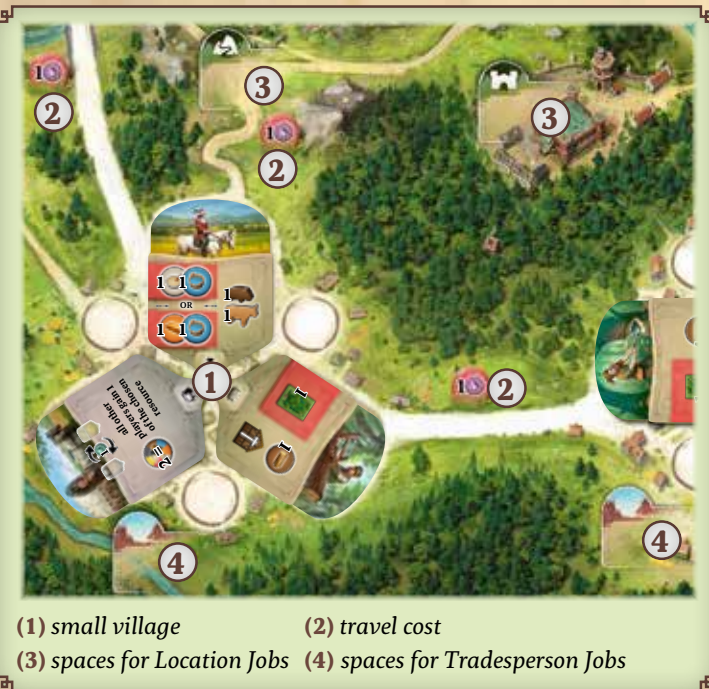 1
2
3
3
1
2
1 1
1
OR
1
1 1
1
1
2
1
all other
players gain 1
of the chosen
resource
= 2
1
1
4
4
(1) small village
(2) travel cost
(3) spaces for Location Jobs
(4) spaces for Tradesperson Jobs